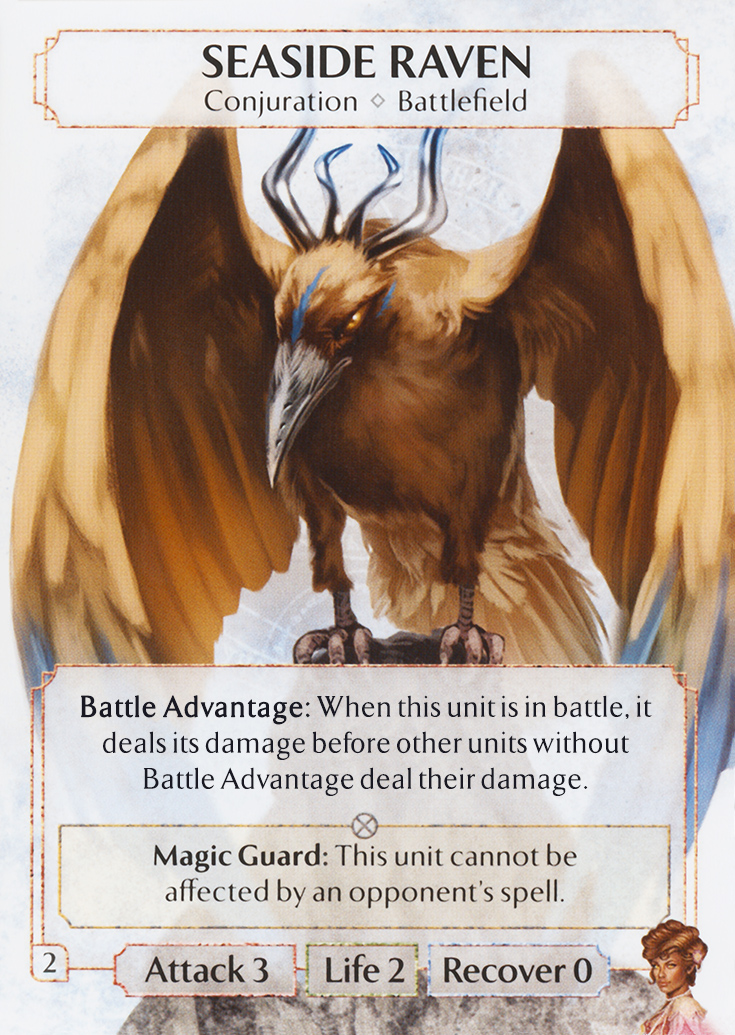 SEASIDE RAVEN
Conjuration ◇ Battlefield
Battle Advantage: When this unit is in battle, it
deals its damage before other units without
Battle Advantage deal their damage.
Magic Guard: This unit cannot be
affected by an opponent's spell.
2
Attack 3
Life 2
Recover 0